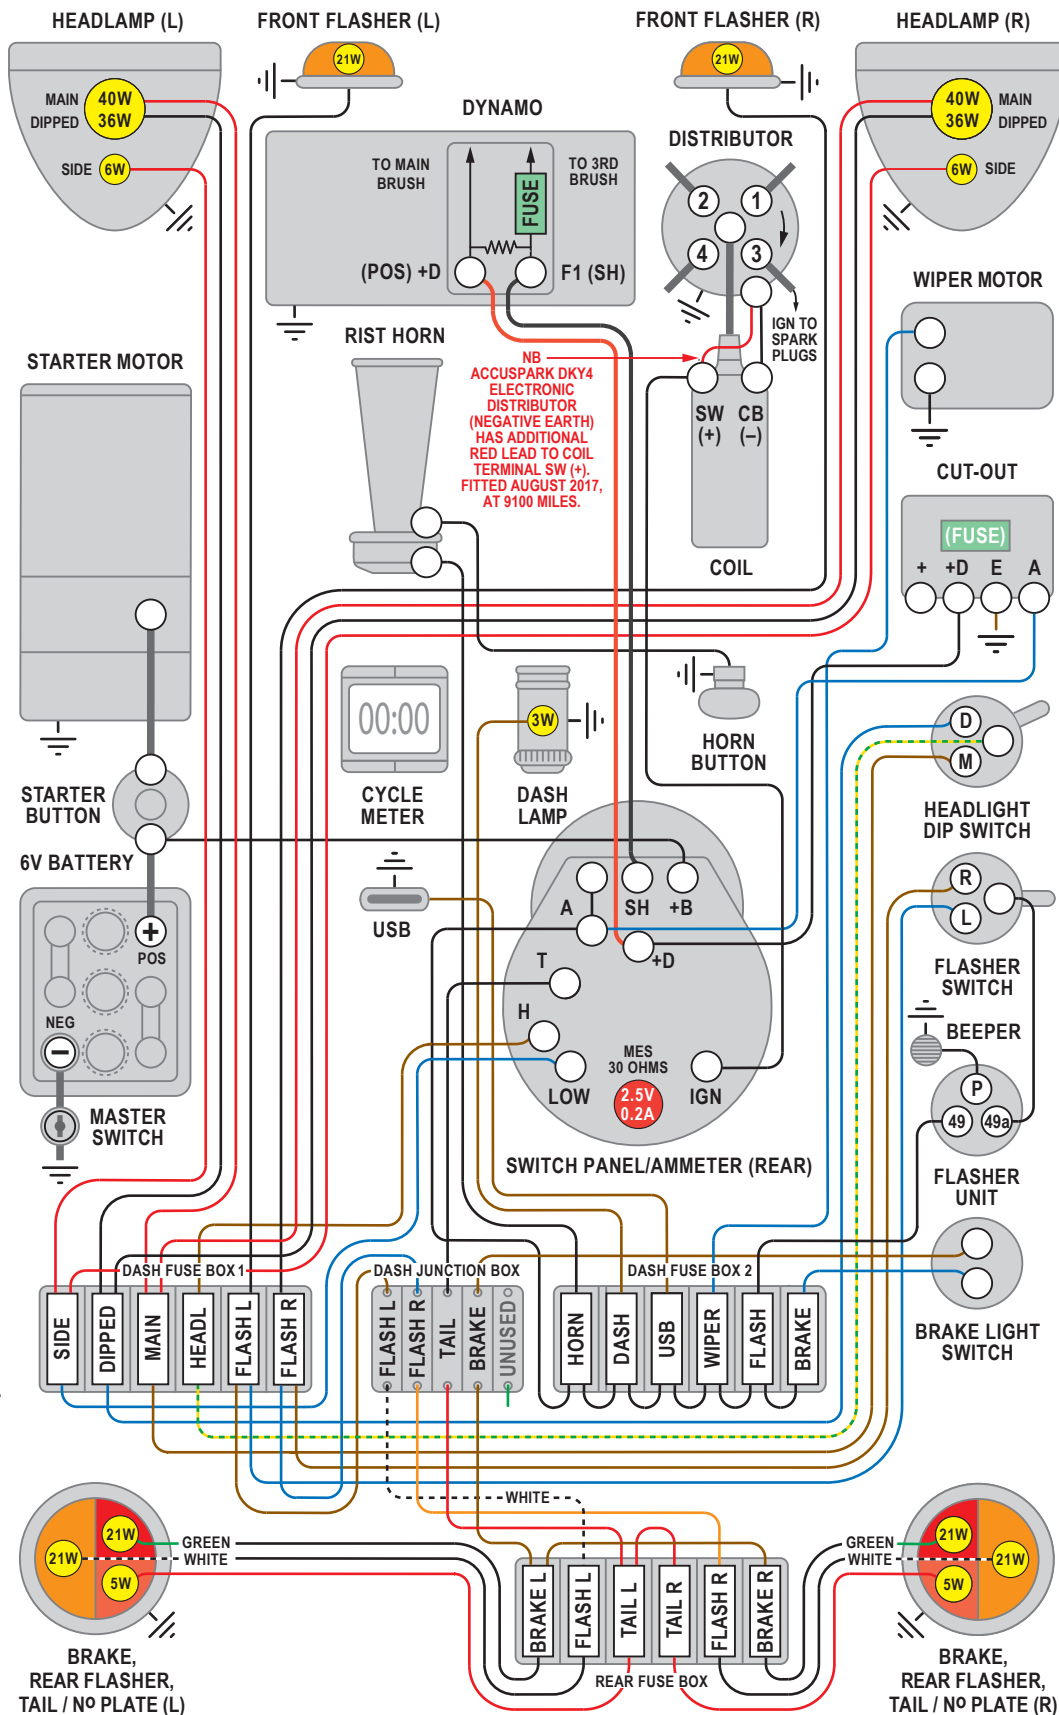 HEADLAMP (L)
FRONT FLASHER (L)
FRONT FLASHER (R)
HEADLAMP (R)
21W
21W
MAIN
DIPPED
40W
36W
SIDE
6W
DYNAMO
TO MAIN
BRUSH
FUSE
TO 3RD
BRUSH
(POS) +D
F1 (SH)
DISTRIBUTOR
2
1
4
3
IGN TO
SPARK
PLUGS
40W
36W
MAIN
DIPPED
6W
SIDE
WIPER MOTOR
STARTER MOTOR
RIST HORN
NB
ACCUSPARK DKY4
ELECTRONIC
DISTRIBUTOR
(NEGATIVE EARTH)
HAS ADDITIONAL
RED LEAD TO COIL
TERMINAL SW (+).
FITTED AUGUST 2017,
AT 9100 MILES.
SW
(+)
CB
(–)
COIL
CUT-OUT
(FUSE)
+
+D
E
A
00:00
CYCLE
METER
3W
DASH
LAMP
HORN
BUTTON
D
M
HEADLIGHT
DIP SWITCH
STARTER
BUTTON
6V BATTERY
+
POS
NEG
–
MASTER
SWITCH
USB
A
SH
+B
+D
T
H
LOW
MES
30 OHMS
2.5V
0.2A
IGN
SWITCH PANEL/AMMETER (REAR)
R
L
FLASHER
SWITCH
BEEPER
P
49
49a
FLASHER
UNIT
BRAKE LIGHT
SWITCH
DASH FUSE BOX 1
SIDE
DIPPED
MAIN
HEADL
FLASH L
FLASH R
DASH JUNCTION BOX
FLASH L
FLASH R
TAIL
BRAKE
UNUSED
DASH FUSE BOX 2
HORN
DASH
USB
WIPER
FLASH
BRAKE
WHITE
21W
21W
5W
GREEN
WHITE
BRAKE,
REAR FLASHER,
TAIL / Nº PLATE (L)
BRAKE L
FLASH L
TAIL L
TAIL R
FLASH R
BRAKE R
REAR FUSE BOX
GREEN
WHITE
21W
21W
5W
BRAKE,
REAR FLASHER,
TAIL / Nº PLATE (R)